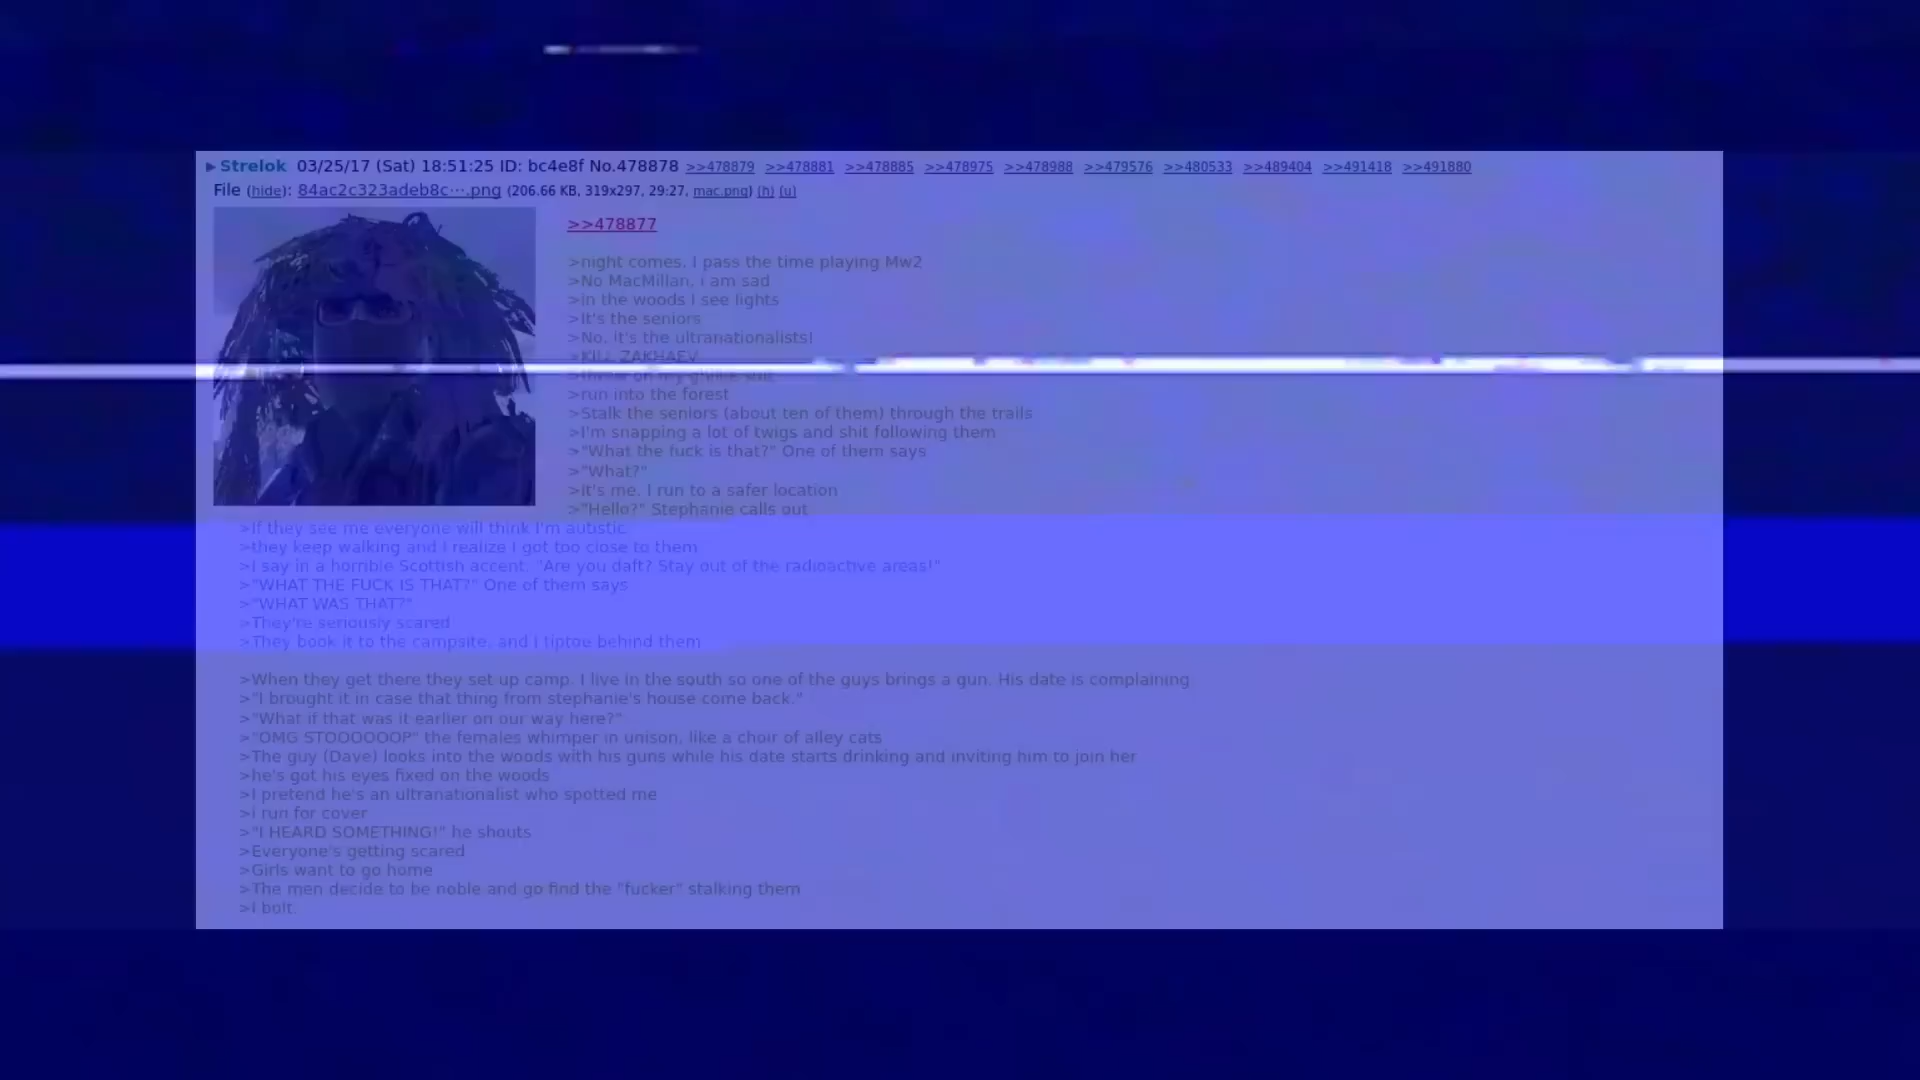 ▶ Strelok 03/25/17 (Sat) 18:51:25 ID: bc4e8f No.478878 >>478879 >>478881 >>478885 >>478975 >>478988 >>479576 >>480533 >>489404 >>491418 >>491880
File (hide): 84ac2c323adeb8c⋯.png (206.66 KB, 319x297, 29:27, mac.png) (h) (u)
>>478877
>night comes. I pass the time playing Mw2
>No MacMillan, i am sad
>in the woods I see lights
>It's the seniors
>No, it's the ultranationalists!
>KILL ZAKHAEV
>throw on my ghillie suit
>run into the forest
>Stalk the seniors (about ten of them) through the trails
>I'm snapping a lot of twigs and shit following them
>"What the fuck is that?" One of them says
>"What?"
>It's me. I run to a safer location
>"Hello?" Stephanie calls out
>If they see me everyone will think I'm autistic
>they keep walking and I realize I got too close to them
>I say in a horrible Scottish accent. "Are you daft? Stay out of the radioactive areas!"
>"WHAT THE FUCK IS THAT?" One of them says
>"WHAT WAS THAT?"
>They're seriously scared
>They book it to the campsite, and I tiptoe behind them
>When they get there they set up camp. I live in the south so one of the guys brings a gun. His date is complaining
>"I brought it in case that thing from stephanie's house come back."
>"What if that was it earlier on our way here?"
>"OMG STOOOOOOP" the females whimper in unison, like a choir of alley cats
>The guy (Dave) looks into the woods with his guns while his date starts drinking and inviting him to join her
>he's got his eyes fixed on the woods
>I pretend he's an ultranationalist who spotted me
>i run for cover
>"I HEARD SOMETHING!" he shouts
>Everyone's getting scared
>Girls want to go home
>The men decide to be noble and go find the "fucker" stalking them
>I bolt.